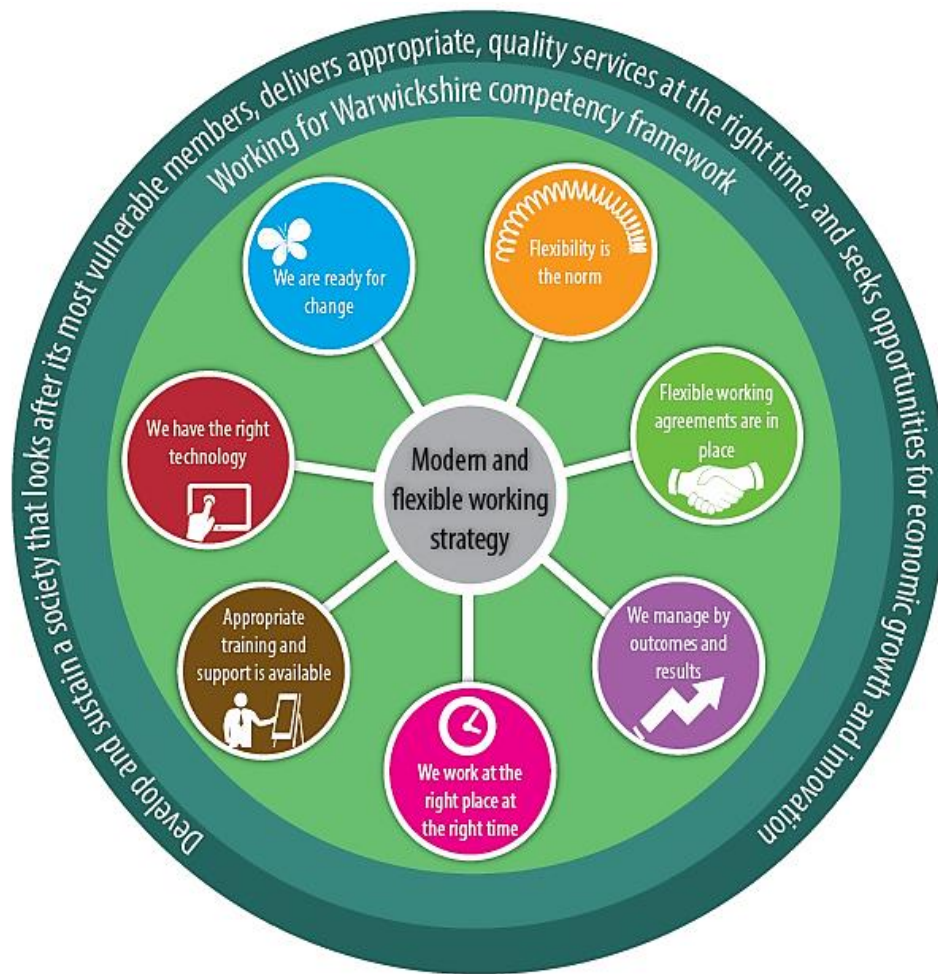 Develop and sustain a society that looks after its most vulnerable members, delivers appropriate, quality services at the right time, and seeks opportunities for economic growth and innovation
Working for Warwickshire competency framework
We are ready for
change
Flexibility is
the norm
We have the right
technology
Flexible working
agreements are in
place
Modern and
flexible working
strategy
Appropriate
training and
support is available
We manage by
outcomes and
results
We work at the
right place at
the right time